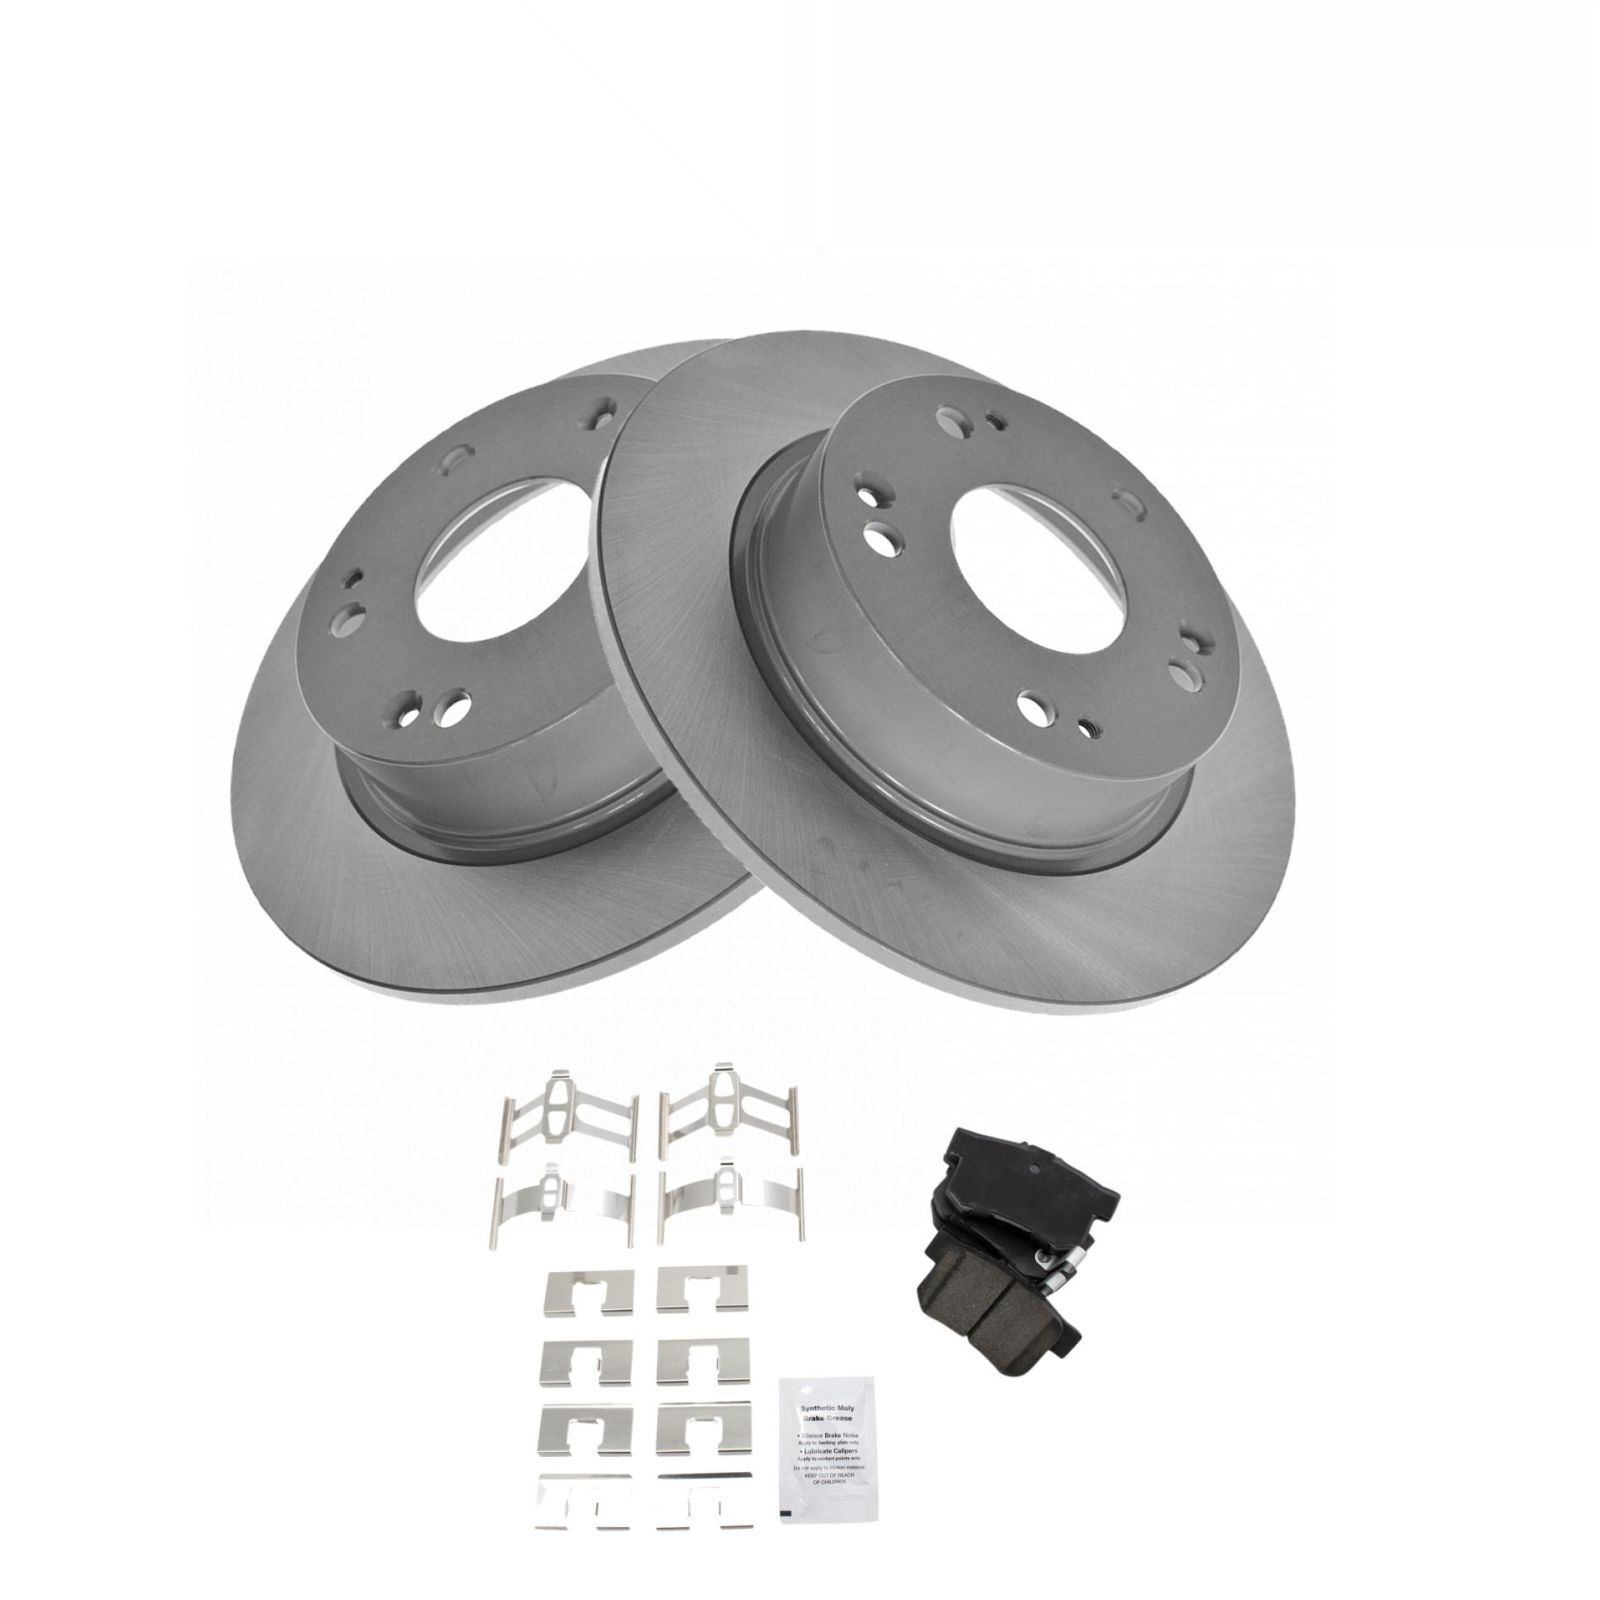 Synthetic Moly
Brake Grease
• Silence Brake Noise
Apply to backing plate only
• Lubricate Calipers
Apply to contact points only
Do not apply to friction material
KEEP OUT OF REACH
OF CHILDREN